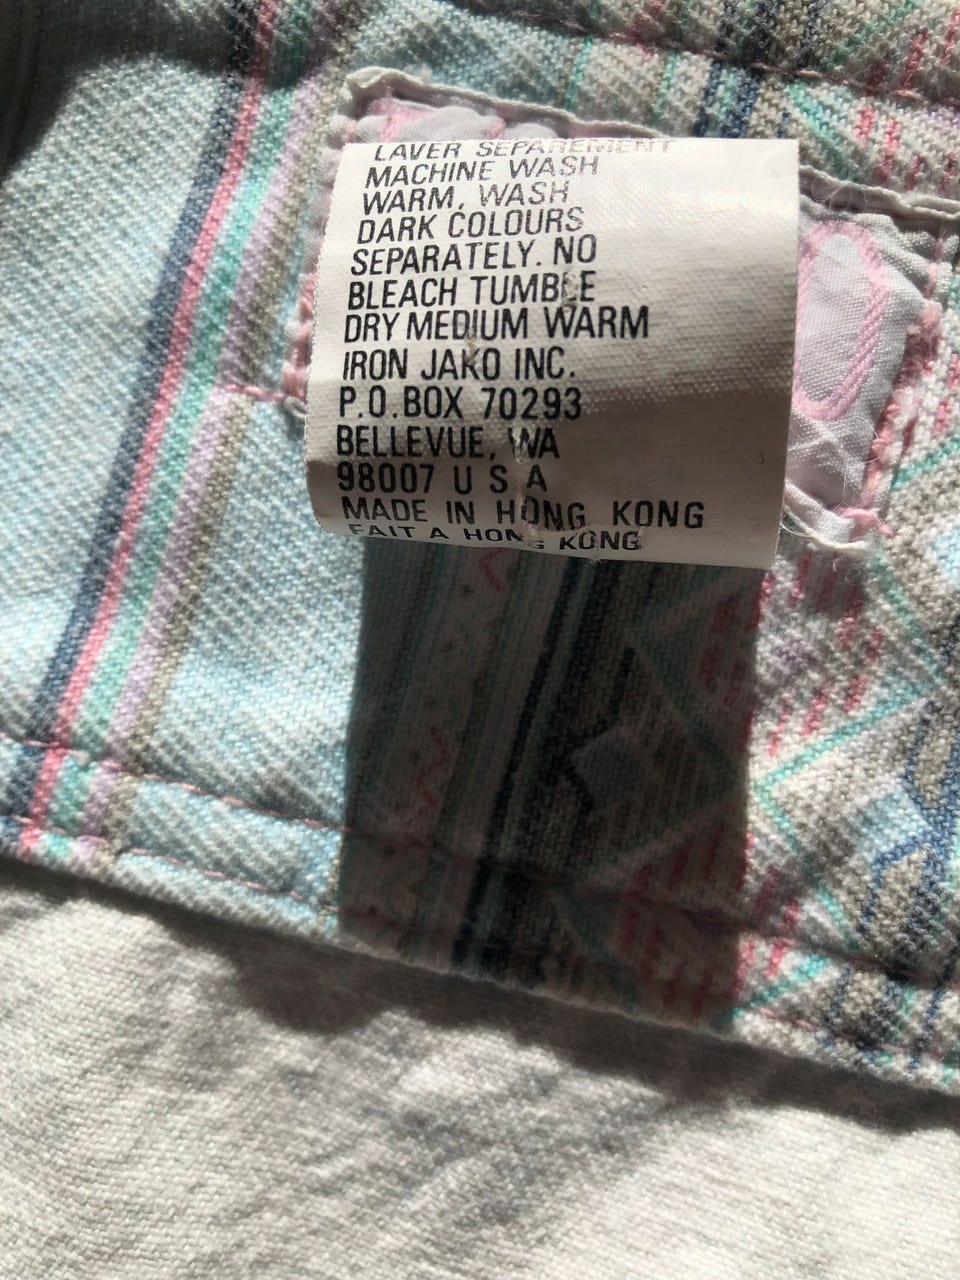 LAVER SEPAREMENT
MACHINE WASH
WARM, WASH
DARK COLOURS
SEPARATELY. NO
BLEACH TUMBLE
DRY MEDIUM WARM
IRON JAKO INC.
P.O.BOX 70293
BELLEVUE, WA
98007 U S A
MADE IN HONG KONG
FAIT A HONG KONG